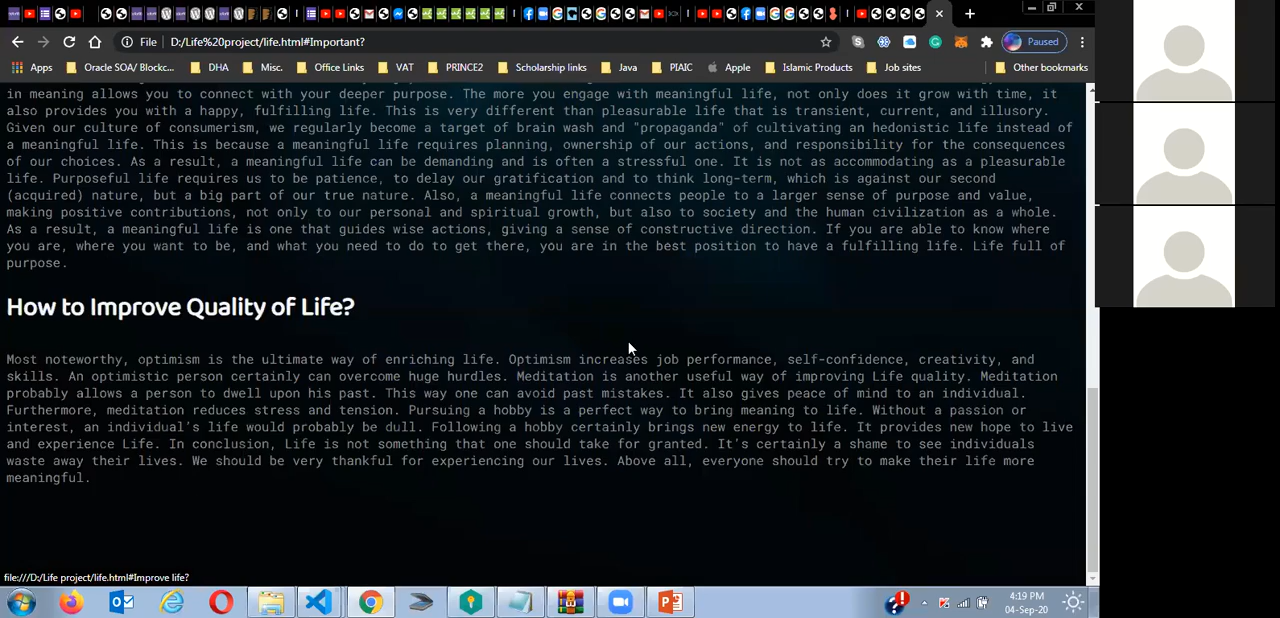 File | D:/Life%20project/life.html#Important?
Paused
Apps Oracle SOA/ Blockc... DHA Misc. Office Links VAT PRINCE2 Scholarship links Java PIAIC Apple Islamic Products Job sites Other bookmarks
in meaning allows you to connect with your deeper purpose. The more you engage with meaningful life, not only does it grow with time, it
also provides you with a happy, fulfilling life. This is very different than pleasurable life that is transient, current, and illusory.
Given our culture of consumerism, we regularly become a target of brain wash and "propaganda" of cultivating an hedonistic life instead of
a meaningful life. This is because a meaningful life requires planning, ownership of our actions, and responsibility for the consequences
of our choices. As a result, a meaningful life can be demanding and is often a stressful one. It is not as accommodating as a pleasurable
life. Purposeful life requires us to be patience, to delay our gratification and to think long-term, which is against our second
(acquired) nature, but a big part of our true nature. Also, a meaningful life connects people to a larger sense of purpose and value,
making positive contributions, not only to our personal and spiritual growth, but also to society and the human civilization as a whole.
As a result, a meaningful life is one that guides wise actions, giving a sense of constructive direction. If you are able to know where
you are, where you want to be, and what you need to do to get there, you are in the best position to have a fulfilling life. Life full of
purpose.
How to Improve Quality of Life?
Most noteworthy, optimism is the ultimate way of enriching life. Optimism increases job performance, self-confidence, creativity, and
skills. An optimistic person certainly can overcome huge hurdles. Meditation is another useful way of improving Life quality. Meditation
probably allows a person to dwell upon his past. This way one can avoid past mistakes. It also gives peace of mind to an individual.
Furthermore, meditation reduces stress and tension. Pursuing a hobby is a perfect way to bring meaning to life. Without a passion or
interest, an individual's life would probably be dull. Following a hobby certainly brings new energy to life. It provides new hope to live
and experience Life. In conclusion, Life is not something that one should take for granted. It's certainly a shame to see individuals
waste away their lives. We should be very thankful for experiencing our lives. Above all, everyone should try to make their life more
meaningful.
file:///D:/Life project/life.html#Improve life?
4:19 PM
04-Sep-20